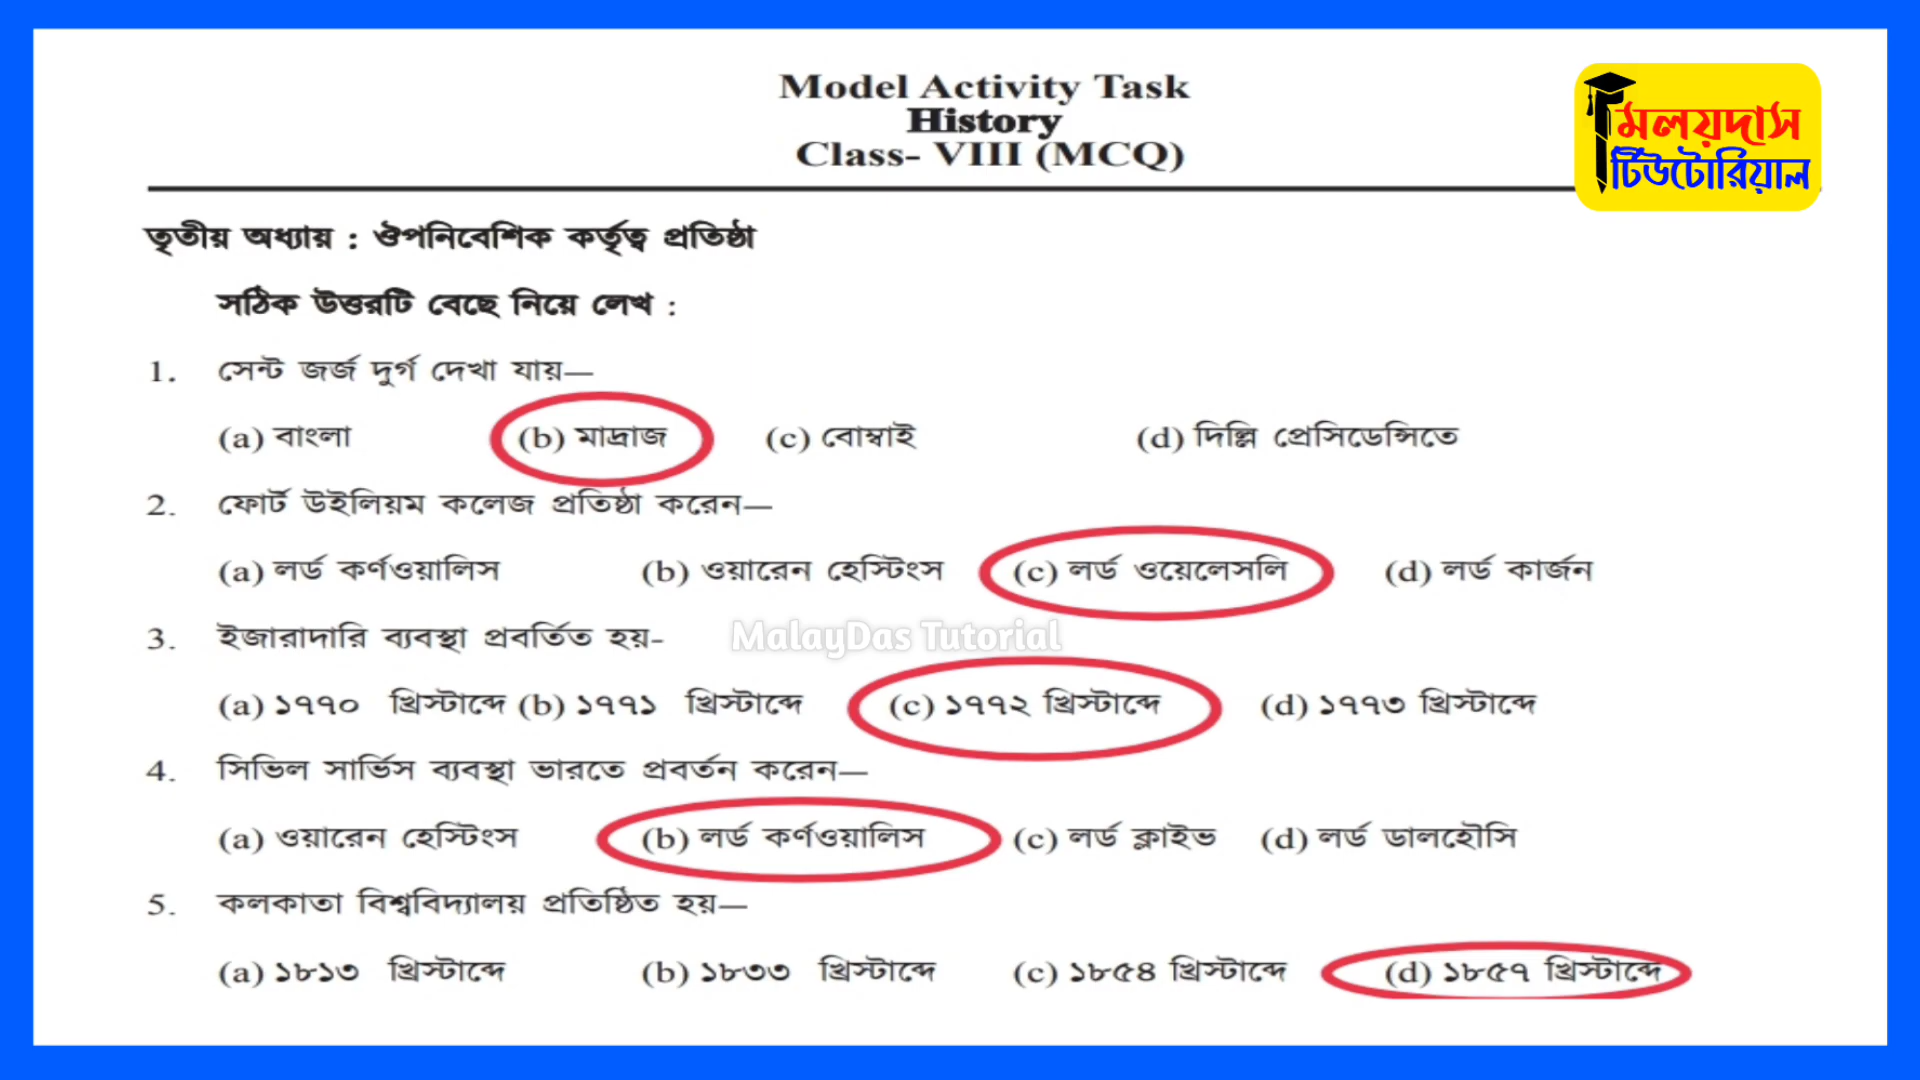 Model Activity Task
History
Class- VIII (MCQ)
মলয়দাস
টিউটোরিয়াল
তৃতীয় অধ্যায় : ঔপনিবেশিক কর্তৃত্ব প্রতিষ্ঠা
সঠিক উত্তরটি বেছে নিয়ে লেখ :
1. সেন্ট জর্জ দুর্গ দেখা যায়—
(a) বাংলা (b) মাদ্রাজ (c) বোম্বাই (d) দিল্লি প্রেসিডেন্সিতে
2. ফোর্ট উইলিয়ম কলেজ প্রতিষ্ঠা করেন—
(a) লর্ড কর্ণওয়ালিস (b) ওয়ারেন হেস্টিংস (c) লর্ড ওয়েলেসলি (d) লর্ড কার্জন
3. ইজারাদারি ব্যবস্থা প্রবর্তিত হয়-
MalayDas Tutorial
(a) ১৭৭০ খ্রিস্টাব্দে (b) ১৭৭১ খ্রিস্টাব্দে (c) ১৭৭২ খ্রিস্টাব্দে (d) ১৭৭৩ খ্রিস্টাব্দে
4. সিভিল সার্ভিস ব্যবস্থা ভারতে প্রবর্তন করেন—
(a) ওয়ারেন হেস্টিংস (b) লর্ড কর্ণওয়ালিস (c) লর্ড ক্লাইভ (d) লর্ড ডালহৌসি
5. কলকাতা বিশ্ববিদ্যালয় প্রতিষ্ঠিত হয়—
(a) ১৮১৩ খ্রিস্টাব্দে (b) ১৮৩৩ খ্রিস্টাব্দে (c) ১৮৫৪ খ্রিস্টাব্দে (d) ১৮৫৭ খ্রিস্টাব্দে